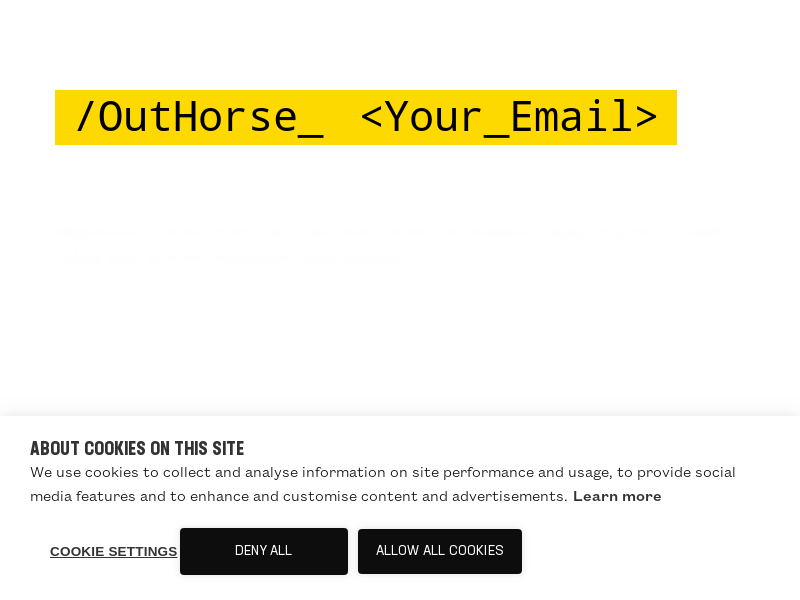 /OutHorse_ <Your_Email>
ABOUT COOKIES ON THIS SITE
We use cookies to collect and analyse information on site performance and usage, to provide social
media features and to enhance and customise content and advertisements. Learn more
COOKIE SETTINGS
DENY ALL
ALLOW ALL COOKIES